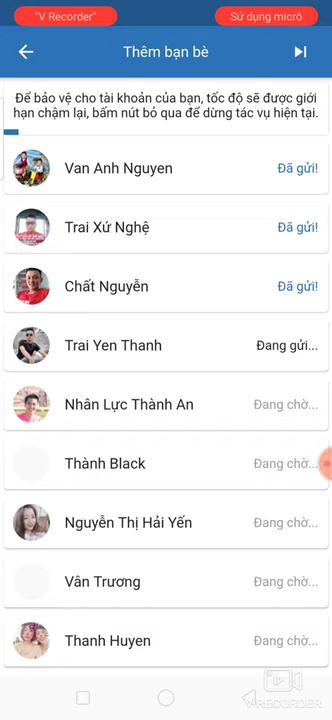 "V Recorder"
Sử dụng micrô
Thêm bạn bè
Để bảo vệ cho tài khoản của bạn, tốc độ sẽ được giới
hạn chậm lại, bấm nút bỏ qua để dừng tác vụ hiện tại.
Van Anh Nguyen Đã gửi!
Trai Xứ Nghệ Đã gửi!
Chất Nguyễn Đã gửi!
Trai Yen Thanh Đang gửi...
Nhân Lực Thành An Đang chờ...
Thành Black Đang chờ...
Nguyễn Thị Hải Yến Đang chờ...
Vân Trương Đang chờ...
Thanh Huyen Đang chờ...
VRECORDER